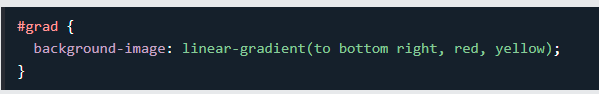 #grad {
  background-image: linear-gradient(to bottom right, red, yellow);
}